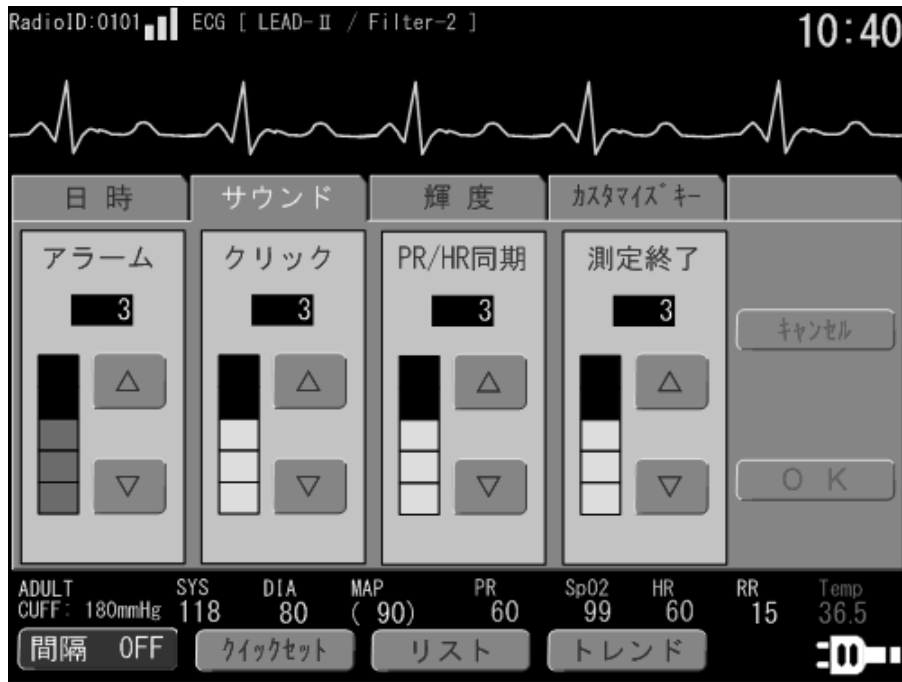 RadioID:0101 ECG [ LEAD-Ⅱ / Filter-2 ] 10:40
日 時 サウンド 輝 度 ｶｽﾀﾏｲｽﾞ ｷｰ
アラーム クリック PR/HR同期 測定終了
3 3 3 3
△ △ △ △
ｷｬﾝｾﾙ
▽ ▽ ▽ ▽
O K
ADULT SYS DIA MAP PR SpO2 HR RR Temp
CUFF: 180mmHg 118 80 ( 90) 60 99 60 15 36.5
間隔 OFF ｸｲｯｸｾｯﾄ リスト トレンド